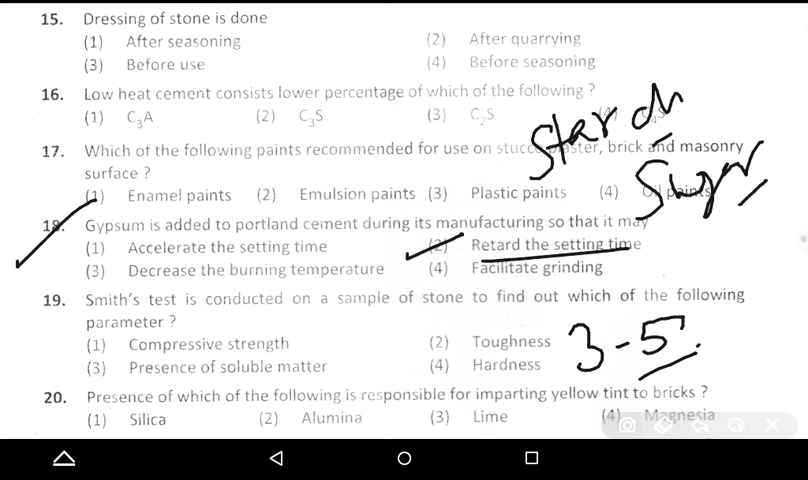 15. Dressing of stone is done
(1) After seasoning (2) After quarrying
(3) Before use (4) Before seasoning
16. Low heat cement consists lower percentage of which of the following ?
(1) C₃A (2) C₃S (3) C₂S (4)
Starch
17. Which of the following paints recommended for use on stucco plaster, brick and masonry
surface ?
(1) Enamel paints (2) Emulsion paints (3) Plastic paints (4) Oil paints
Sugar
18. Gypsum is added to portland cement during its manufacturing so that it may
(1) Accelerate the setting time (2) Retard the setting time
(3) Decrease the burning temperature (4) Facilitate grinding
19. Smith's test is conducted on a sample of stone to find out which of the following
parameter ?
(1) Compressive strength (2) Toughness
(3) Presence of soluble matter (4) Hardness
3-5.
20. Presence of which of the following is responsible for imparting yellow tint to bricks ?
(1) Silica (2) Alumina (3) Lime (4) Magnesia